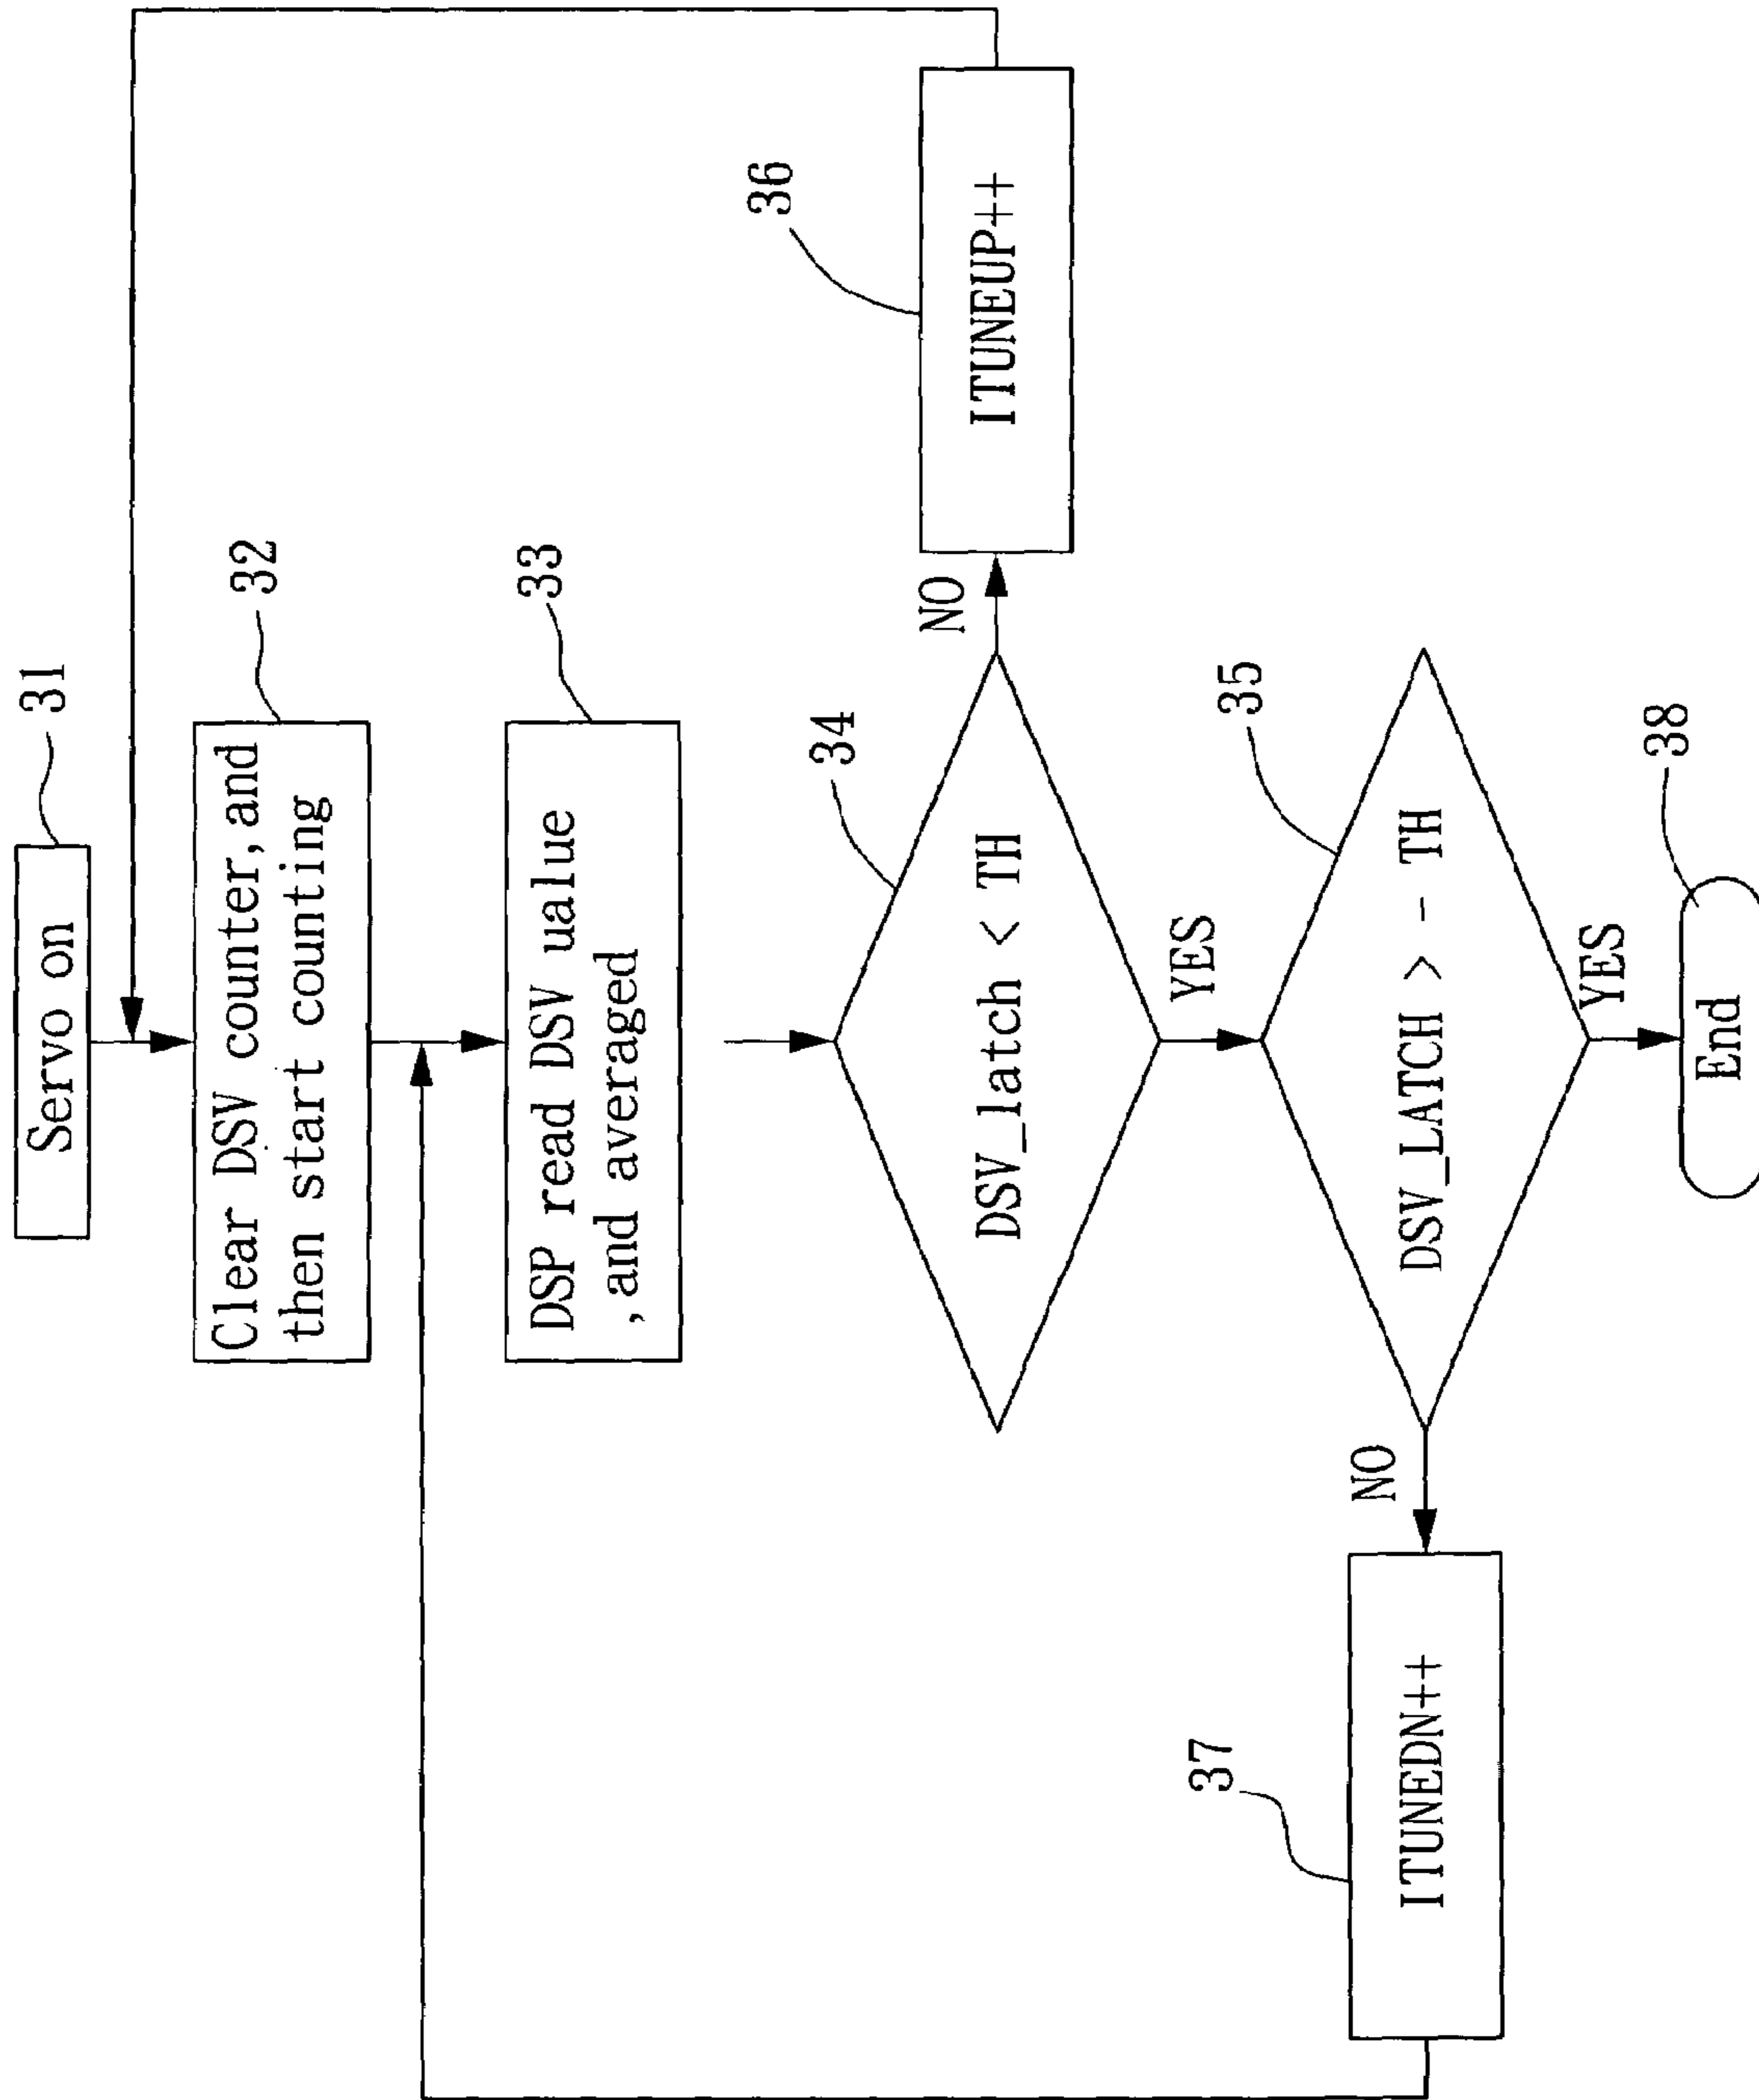 Servo on
31
Clear DSV counter, and
then start counting
32
DSP read DSV ualue
, and averaged
33
DSV_latch < TH
34
NO
ITUNEUP++
36
YES
DSV_LATCH > - TH
35
NO
ITUNEDN++
37
YES
End
38